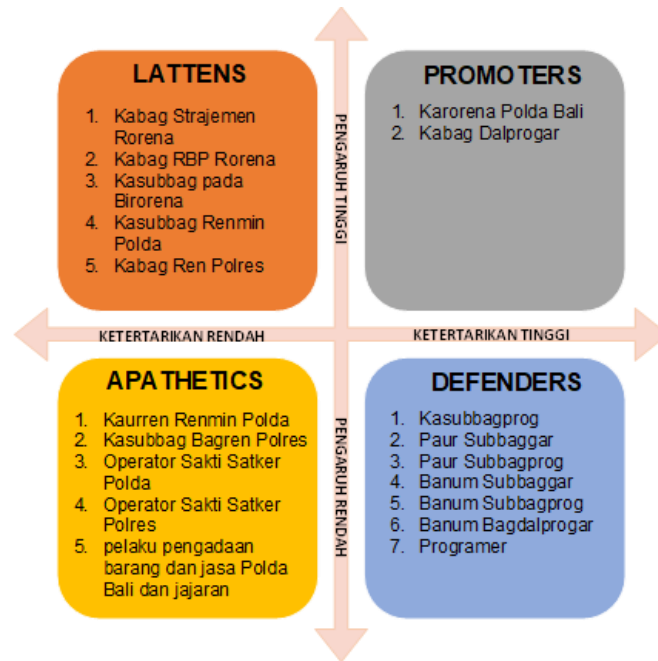 LATTENS
1. Kabag Strajemen
Rorena
2. Kabag RBP Rorena
3. Kasubbag pada
Birorena
4. Kasubbag Renmin
Polda
5. Kabag Ren Polres
PENGARUH TINGGI
PROMOTERS
1. Karorena Polda Bali
2. Kabag Dalprogar
KETERTARIKAN RENDAH
KETERTARIKAN TINGGI
APATHETICS
1. Kaurren Renmin Polda
2. Kasubbag Bagren Polres
3. Operator Sakti Satker
Polda
4. Operator Sakti Satker
Polres
5. pelaku pengadaan
barang dan jasa Polda
Bali dan jajaran
PENGARUH RENDAH
DEFENDERS
1. Kasubbagprog
2. Paur Subbaggar
3. Paur Subbagprog
4. Banum Subbaggar
5. Banum Subbagprog
6. Banum Bagdalprogar
7. Programer